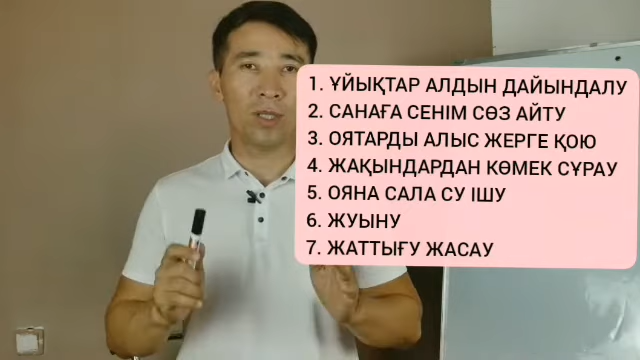 1. ҰЙЫҚТАР АЛДЫН ДАЙЫНДАЛУ
2. САНАҒА СЕНІМ СӨЗ АЙТУ
3. ОЯТАРДЫ АЛЫС ЖЕРГЕ ҚОЮ
4. ЖАҚЫНДАРДАН КӨМЕК СҰРАУ
5. ОЯНА САЛА СУ ІШУ
6. ЖУЫНУ
7. ЖАТТЫҒУ ЖАСАУ